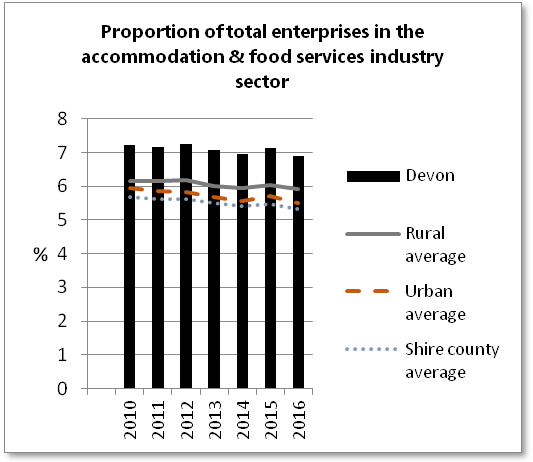 Proportion of total enterprises in the
accommodation & food services industry
sector
8
7
6
5
4
3
2
1
0
%
2010
2011
2012
2013
2014
2015
2016
Devon
Rural
average
Urban
average
Shire county
average